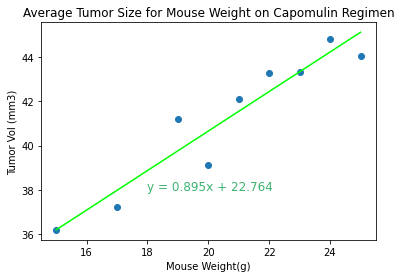 Average Tumor Size for Mouse Weight on Capomulin Regimen
Tumor Vol (mm3)
44
42
40
38
36
y = 0.895x + 22.764
16
18
20
22
24
Mouse Weight(g)